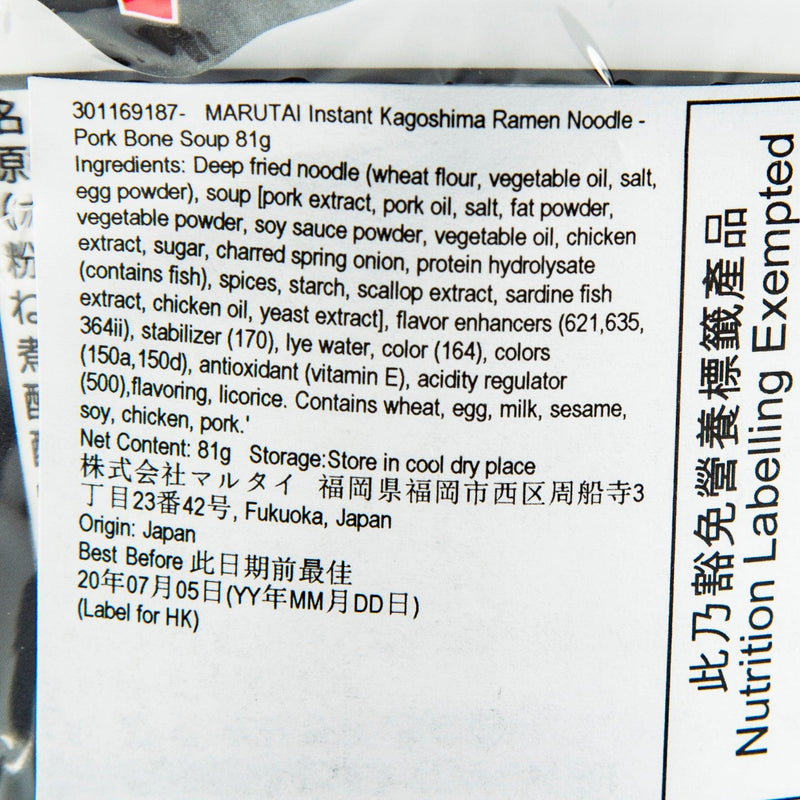 301169187- MARUTAI Instant Kagoshima Ramen Noodle -
Pork Bone Soup 81g
Ingredients: Deep fried noodle (wheat flour, vegetable oil, salt,
egg powder), soup [pork extract, pork oil, salt, fat powder,
vegetable powder, soy sauce powder, vegetable oil, chicken
extract, sugar, charred spring onion, protein hydrolysate
(contains fish), spices, starch, scallop extract, sardine fish
extract, chicken oil, yeast extract], flavor enhancers (621,635,
364ii), stabilizer (170), lye water, color (164), colors
(150a,150d), antioxidant (vitamin E), acidity regulator
(500),flavoring, licorice. Contains wheat, egg, milk, sesame,
soy, chicken, pork.'
Net Content: 81g Storage:Store in cool dry place
株式会社マルタイ 福岡県福岡市西区周船寺3
丁目23番42号, Fukuoka, Japan
Origin: Japan
Best Before 此日期前最佳
20年07月05日(YY年MM月DD日)
(Label for HK)
此乃豁免營養標籤產品
Nutrition Labelling Exempted
名
原
粉
ね
煮